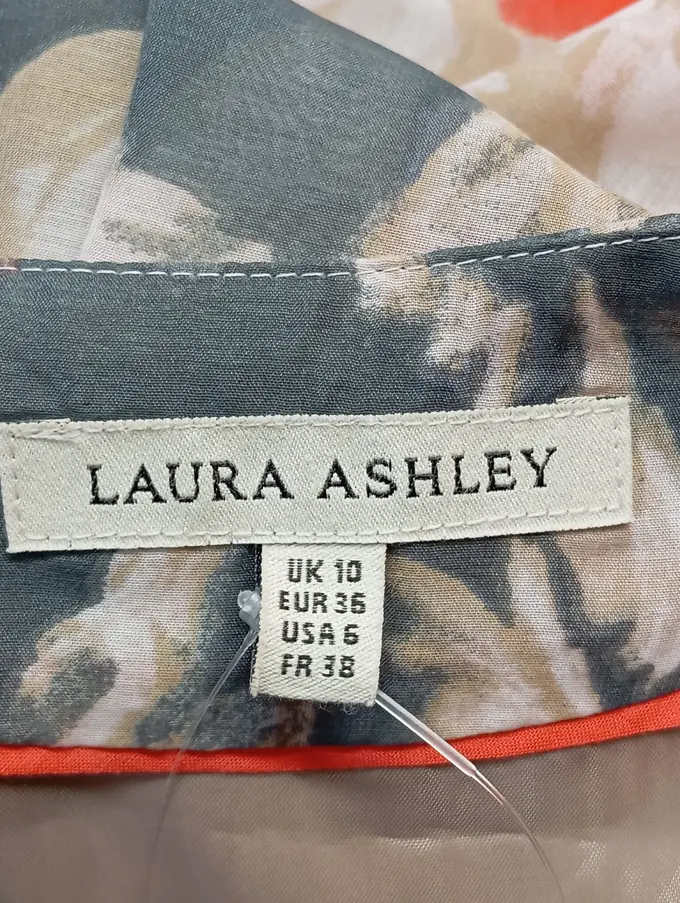 LAURA ASHLEY
UK 10
EUR 36
USA 6
FR 38